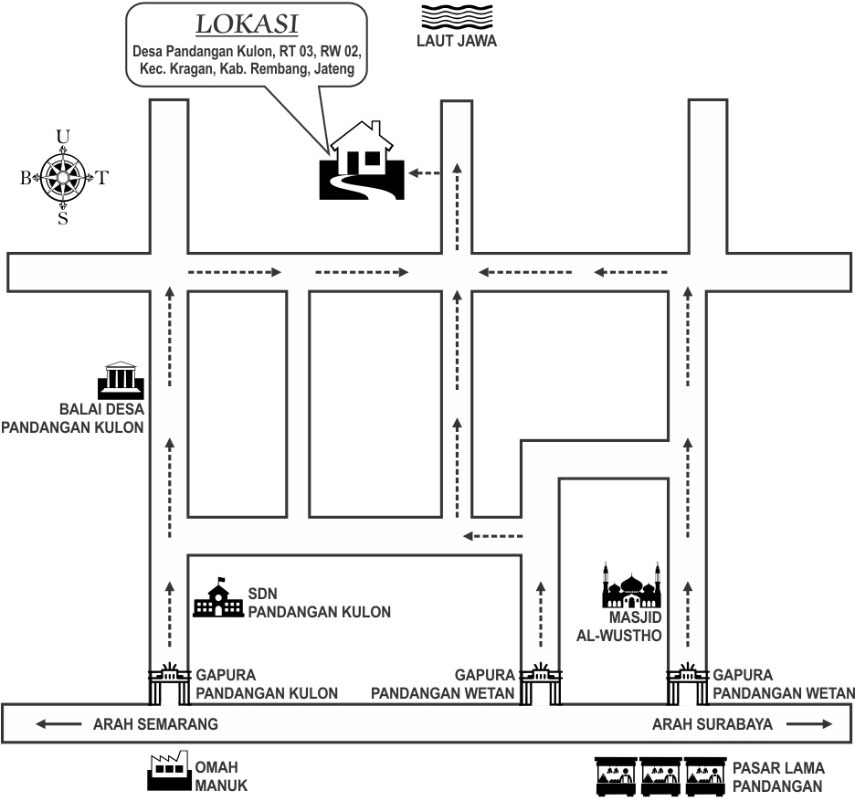 LOKASI
Desa Pandangan Kulon, RT 03, RW 02,
Kec. Kragan, Kab. Rembang, Jateng
LAUT JAWA
U
B T
S
BALAI DESA
PANDANGAN KULON
SDN
PANDANGAN KULON
MASJID
AL-WUSTHO
GAPURA
PANDANGAN KULON
GAPURA
PANDANGAN WETAN
GAPURA
PANDANGAN WETAN
ARAH SEMARANG
ARAH SURABAYA
OMAH
MANUK
PASAR LAMA
PANDANGAN